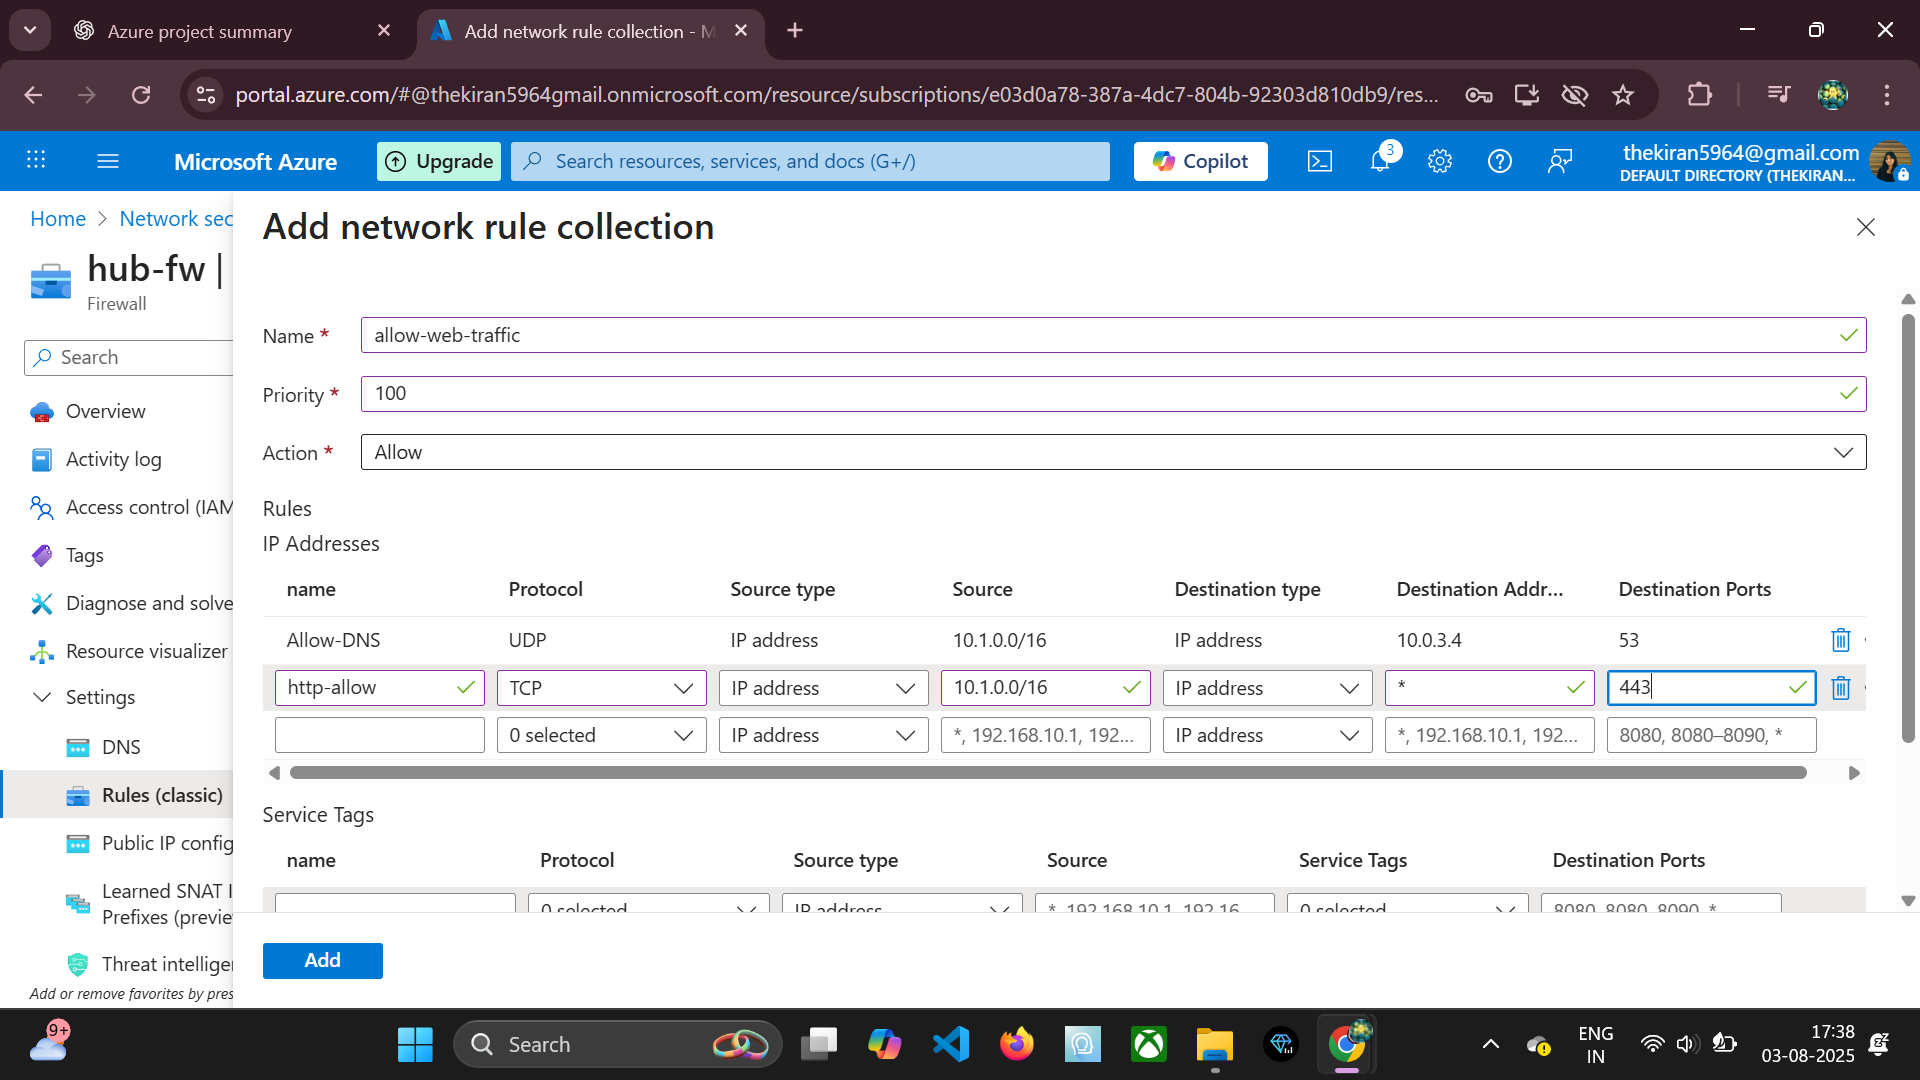 Azure project summary
Add network rule collection - M
portal.azure.com/#@thekiran5964gmail.onmicrosoft.com/resource/subscriptions/e03d0a78-387a-4dc7-804b-92303d810db9/res...
Microsoft Azure
Upgrade
Search resources, services, and docs (G+/)
Copilot
3
thekiran5964@gmail.com
DEFAULT DIRECTORY (THEKIRAN...
Home > Network sec
hub-fw |
Firewall
Search
Overview
Activity log
Access control (IAM
Tags
Diagnose and solve
Resource visualizer
Settings
DNS
Rules (classic)
Public IP config
Learned SNAT I
Prefixes (previe
Threat intelliger
Add or remove favorites by pres
Add network rule collection
Name *
allow-web-traffic
Priority *
100
Action *
Allow
Rules
IP Addresses
name Protocol Source type Source Destination type Destination Addr... Destination Ports
Allow-DNS UDP IP address 10.1.0.0/16 IP address 10.0.3.4 53
http-allow TCP IP address 10.1.0.0/16 IP address * 443
0 selected IP address *, 192.168.10.1, 192... IP address *, 192.168.10.1, 192... 8080, 8080–8090, *
Service Tags
name Protocol Source type Source Service Tags Destination Ports
0 selected IP address *, 192.168.10.1, 192.16 0 selected 8080, 8080–8090, *
Add
9+
Search
ENG
IN
17:38
03-08-2025